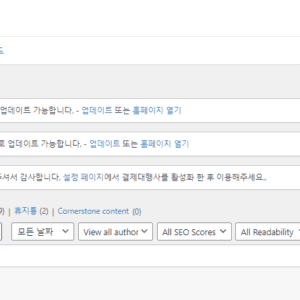 업데이트 가능합니다. - 업데이트 또는 홈페이지 열기
로 업데이트 가능합니다. - 업데이트 또는 홈페이지 열기
주셔서 감사합니다. 설정 페이지에서 결제대행사를 활성화 한 후 이용해주세요..
9) | 휴지통 (2) | Cornerstone content (0)
모든 날짜 View all author All SEO Scores All Readability